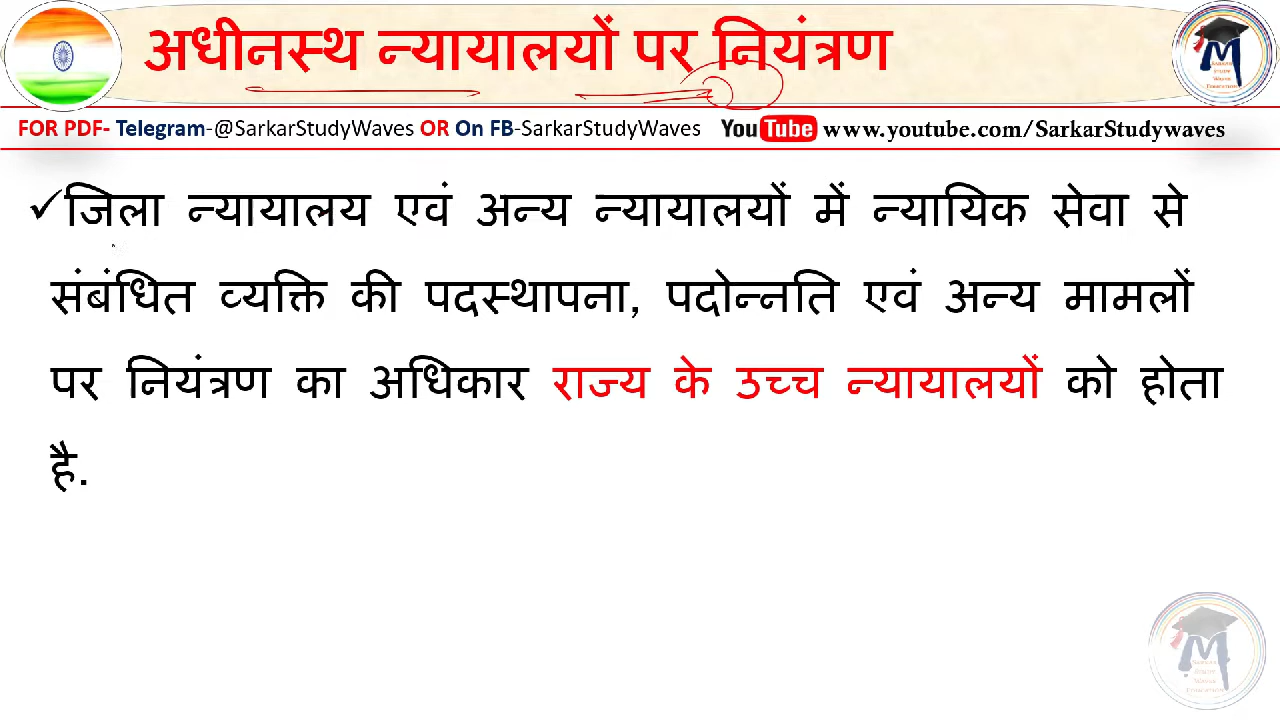 अधीनस्थ न्यायालयों पर नियंत्रण
FOR PDF- Telegram-@SarkarStudyWaves OR On FB-SarkarStudyWaves YouTube www.youtube.com/SarkarStudywaves
✓जिला न्यायालय एवं अन्य न्यायालयों में न्यायिक सेवा से
संबंधित व्यक्ति की पदस्थापना, पदोन्नति एवं अन्य मामलों
पर नियंत्रण का अधिकार राज्य के उच्च न्यायालयों को होता
है.